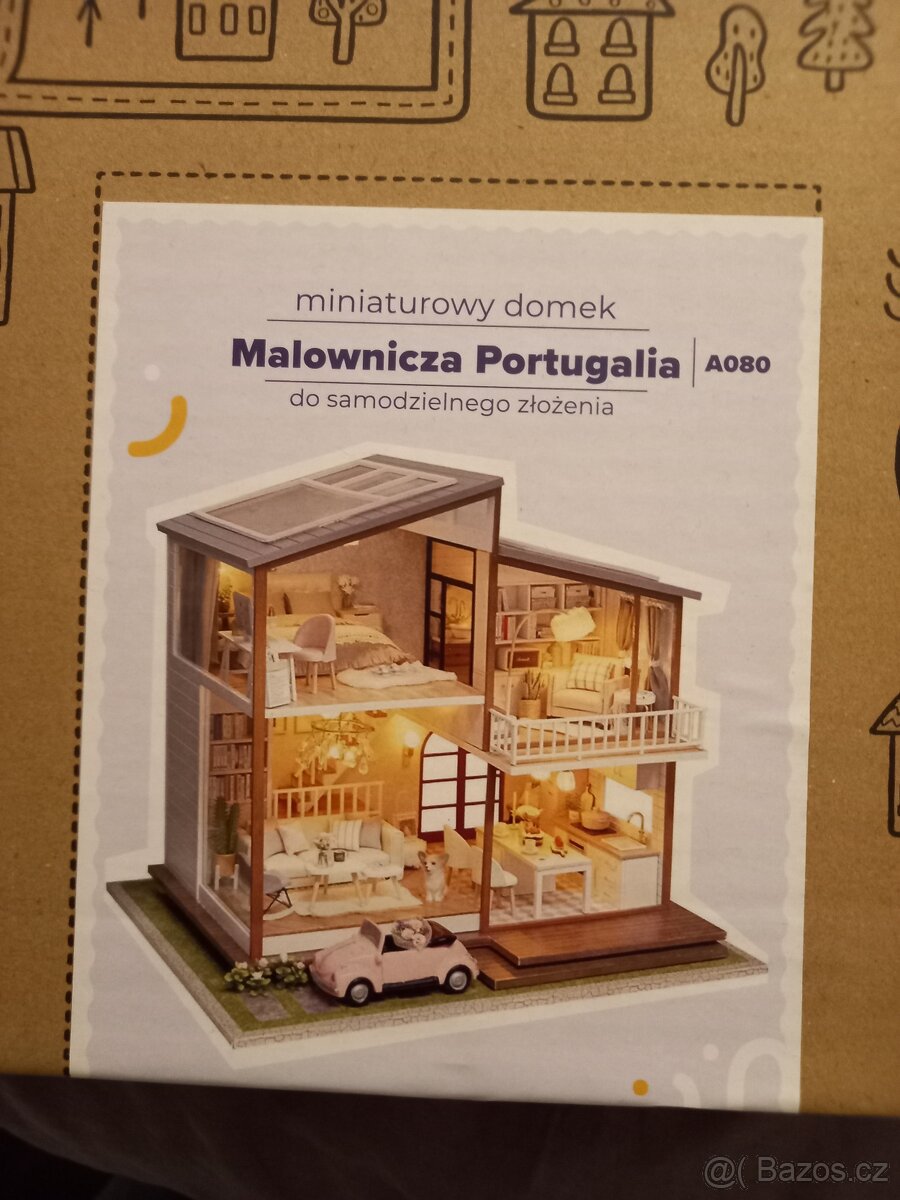 miniaturowy domek
Malownicza Portugalia | A080
do samodzielnego złożenia
@( Bazos.cz